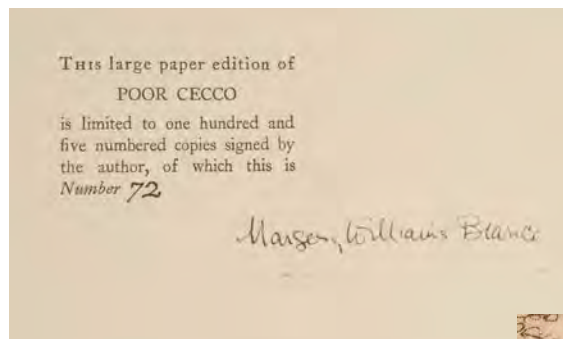 THIS large paper edition of
POOR CECCO
is limited to one hundred and
five numbered copies signed by
the author, of which this is
Number 72
Margery Williams Bianco